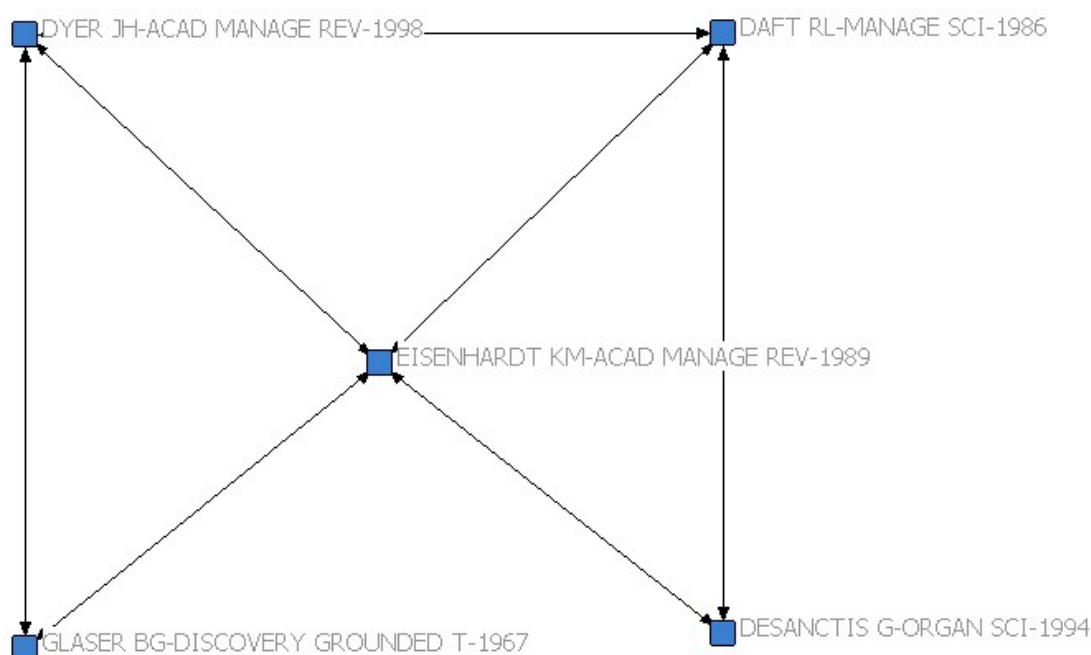 DYER JH-ACAD MANAGE REV-1998
DAFT RL-MANAGE SCI-1986
EISENHARDT KM-ACAD MANAGE REV-1989
GLASER BG-DISCOVERY GROUNDED T-1967
DESANCTIS G-ORGAN SCI-1994